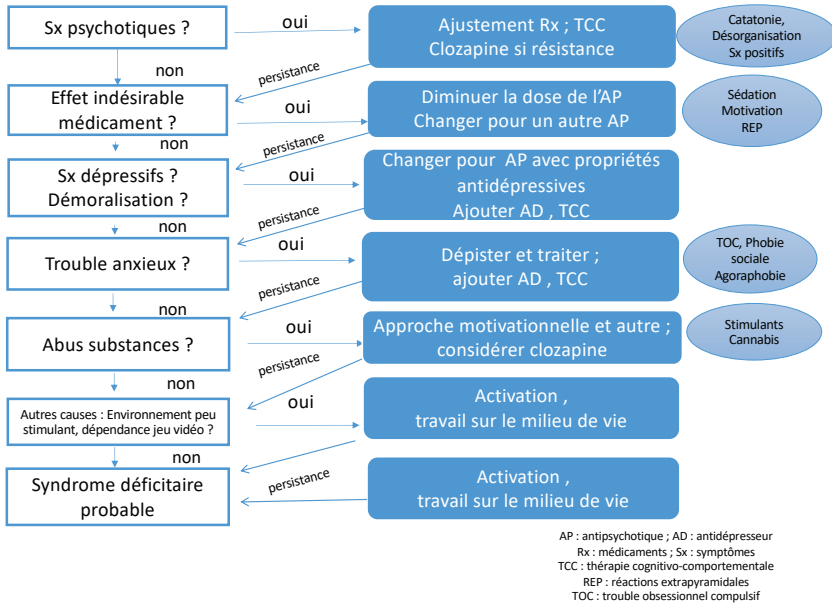 Sx psychotiques ?
oui
Ajustement Rx ; TCC
Clozapine si résistance
Catatonie,
Désorganisation
Sx positifs
non
persistance
Effet indésirable
médicament ?
oui
Diminuer la dose de l'AP
Changer pour un autre AP
Sédation
Motivation
REP
non
persistance
Sx dépressifs ?
Démoralisation ?
oui
Changer pour AP avec propriétés
antidépressives
Ajouter AD , TCC
non
persistance
Trouble anxieux ?
oui
Dépister et traiter ;
ajouter AD , TCC
TOC, Phobie
sociale
Agoraphobie
non
persistance
Abus substances ?
oui
Approche motivationnelle et autre ;
considérer clozapine
Stimulants
Cannabis
non
persistance
Autres causes : Environnement peu
stimulant, dépendance jeu vidéo ?
oui
Activation ,
travail sur le milieu de vie
non
Syndrome déficitaire
probable
persistance
Activation ,
travail sur le milieu de vie
AP : antipsychotique ; AD : antidépresseur
Rx : médicaments ; Sx : symptômes
TCC : thérapie cognitivo-comportementale
REP : réactions extrapyramidales
TOC : trouble obsessionnel compulsif